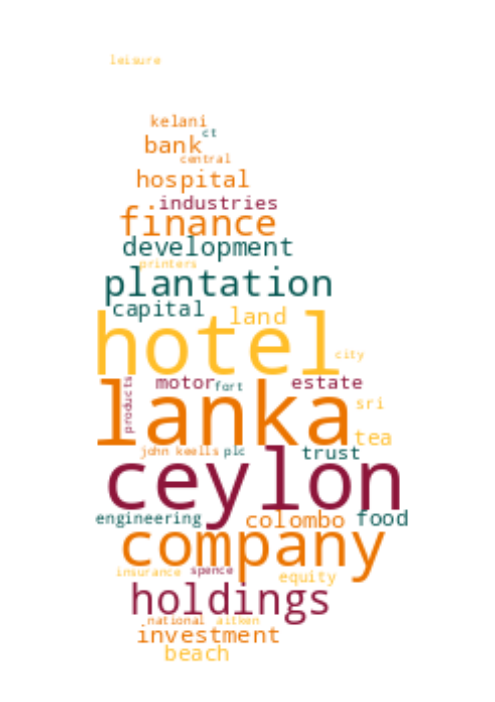 leisure
kelani
ct
bank
central
hospital
industries
finance
development
printers
plantation
capital
land
hotel
city
products
motor
fort
estate
lanka
sri
tea
john keells
plc
trust
ceylon
engineering
colombo
food
company
insurance
spence
equity
holdings
national
aitken
investment
beach